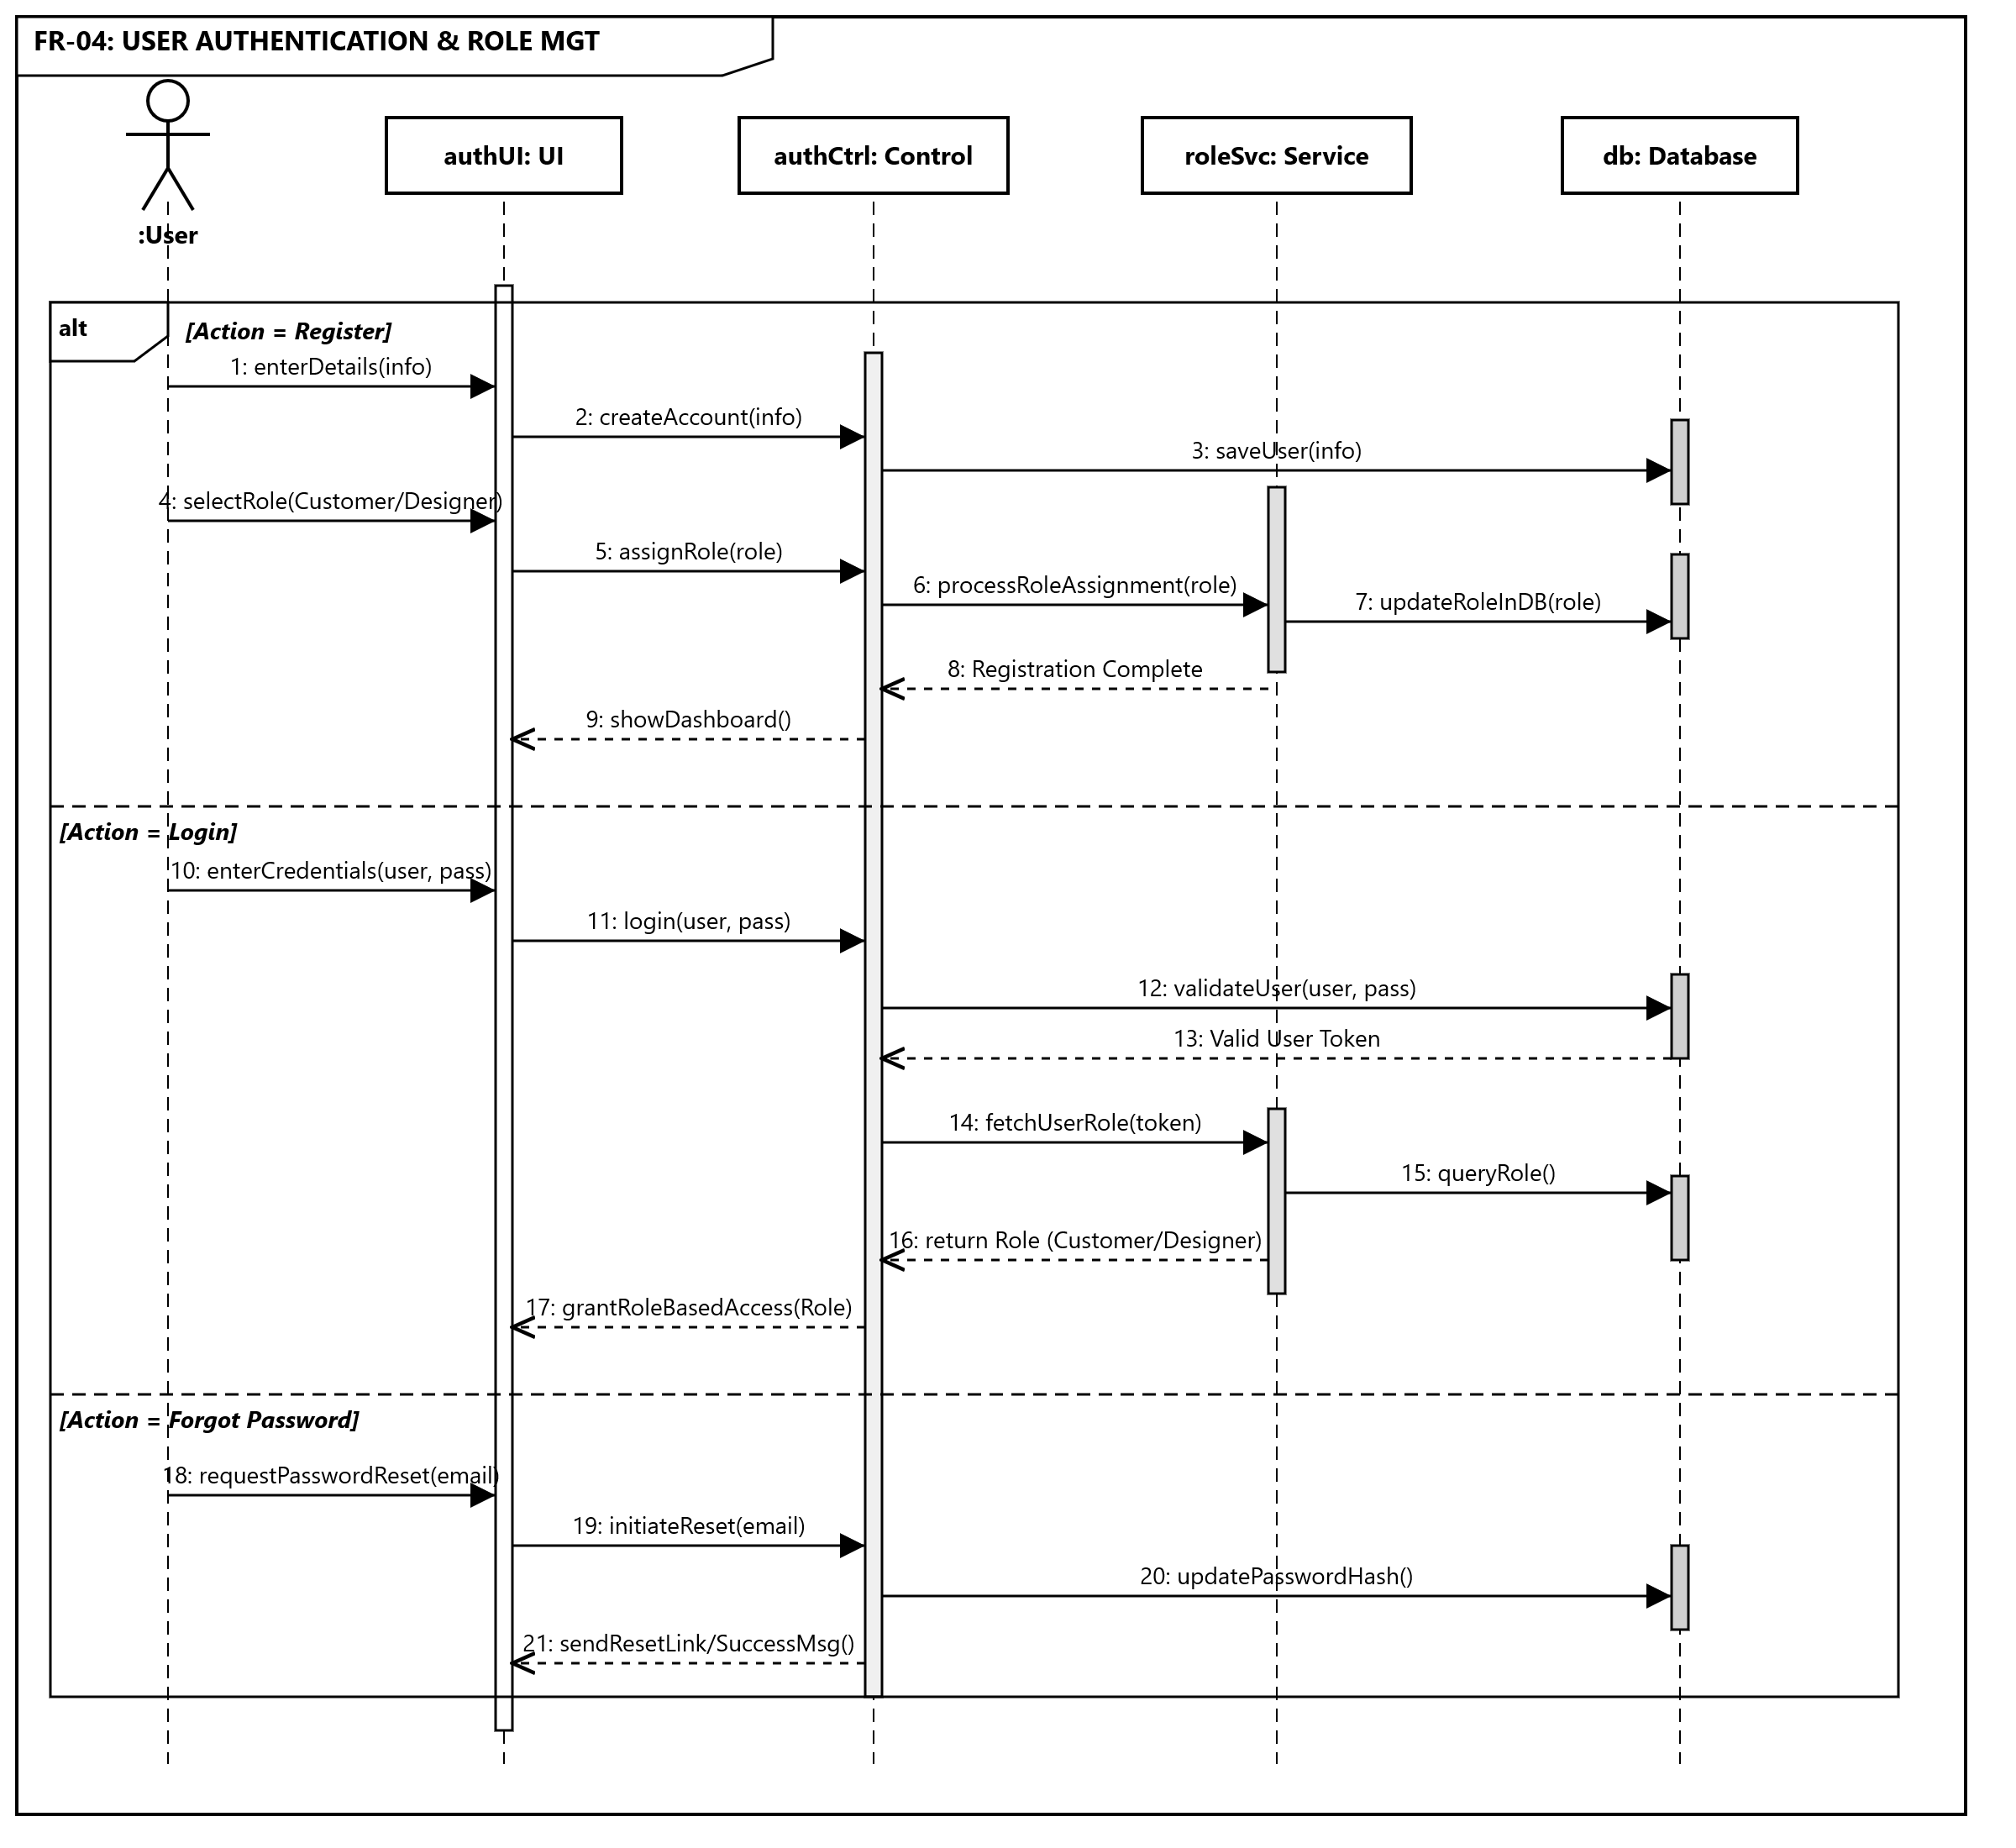 FR-04: USER AUTHENTICATION & ROLE MGT
:User
authUI: UI
authCtrl: Control
roleSvc: Service
db: Database
alt
[Action = Register]
1: enterDetails(info)
2: createAccount(info)
3: saveUser(info)
4: selectRole(Customer/Designer)
5: assignRole(role)
6: processRoleAssignment(role)
7: updateRoleInDB(role)
8: Registration Complete
9: showDashboard()
[Action = Login]
10: enterCredentials(user, pass)
11: login(user, pass)
12: validateUser(user, pass)
13: Valid User Token
14: fetchUserRole(token)
15: queryRole()
16: return Role (Customer/Designer)
17: grantRoleBasedAccess(Role)
[Action = Forgot Password]
18: requestPasswordReset(email)
19: initiateReset(email)
20: updatePasswordHash()
21: sendResetLink/SuccessMsg()